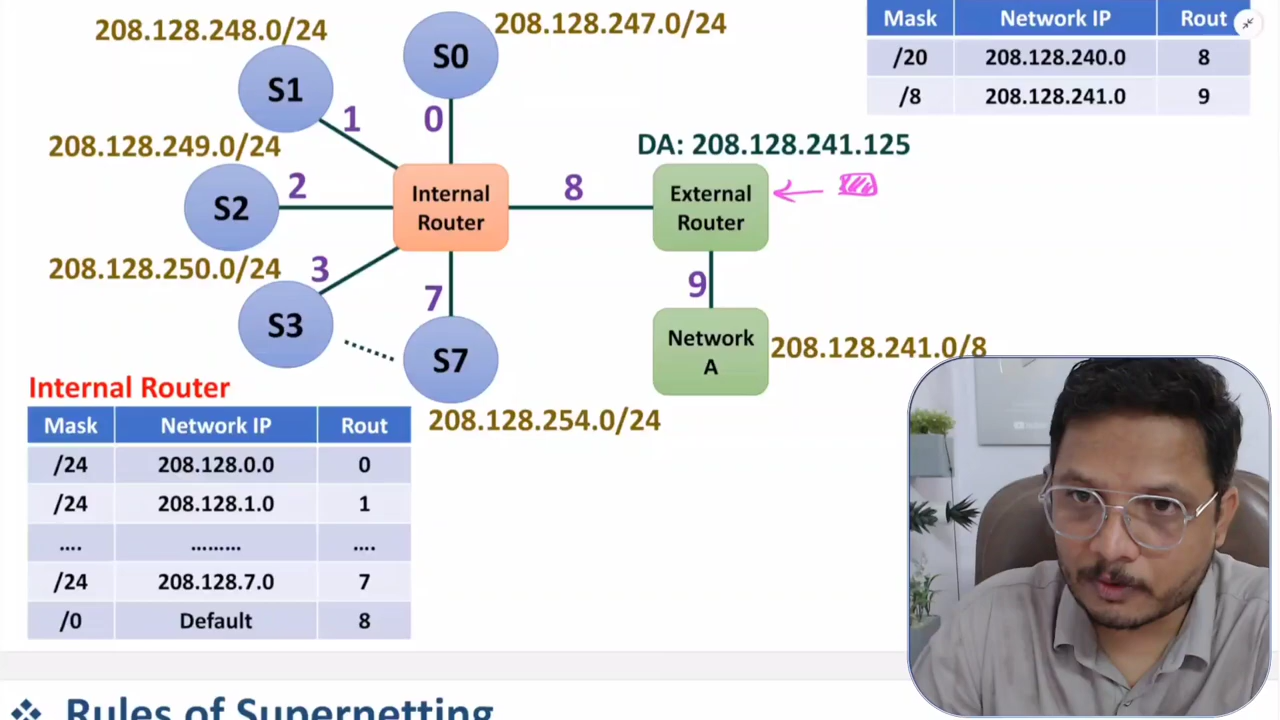 208.128.248.0/24
S1
1
208.128.247.0/24
S0
0
208.128.249.0/24
S2
2
208.128.250.0/24
S3
3
208.128.254.0/24
S7
7
Internal
Router
8
DA: 208.128.241.125
External
Router
9
Network
A
208.128.241.0/8
Mask Network IP Rout
/20 208.128.240.0 8
/8 208.128.241.0 9
Internal Router
Mask Network IP Rout
/24 208.128.0.0 0
/24 208.128.1.0 1
.... ......... ....
/24 208.128.7.0 7
/0 Default 8
❖ Rules of Supernetting